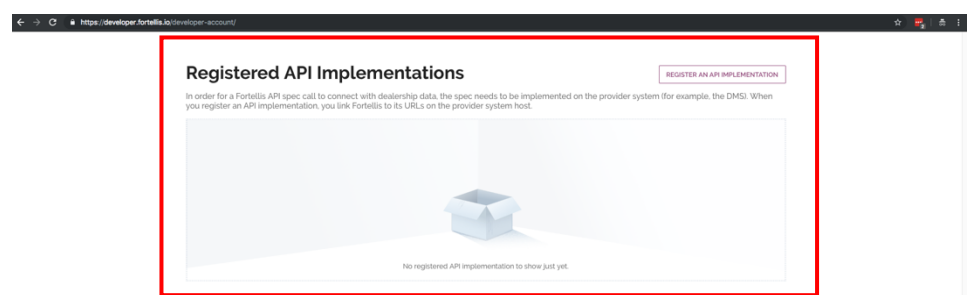 https://developer.fortellis.io/developer-account/
Registered API Implementations
REGISTER AN API IMPLEMENTATION
In order for a Fortellis API spec call to connect with dealership data, the spec needs to be implemented on the provider system (for example, the DMS). When
you register an API implementation, you link Fortellis to its URLs on the provider system host.
No registered API implementation to show just yet.